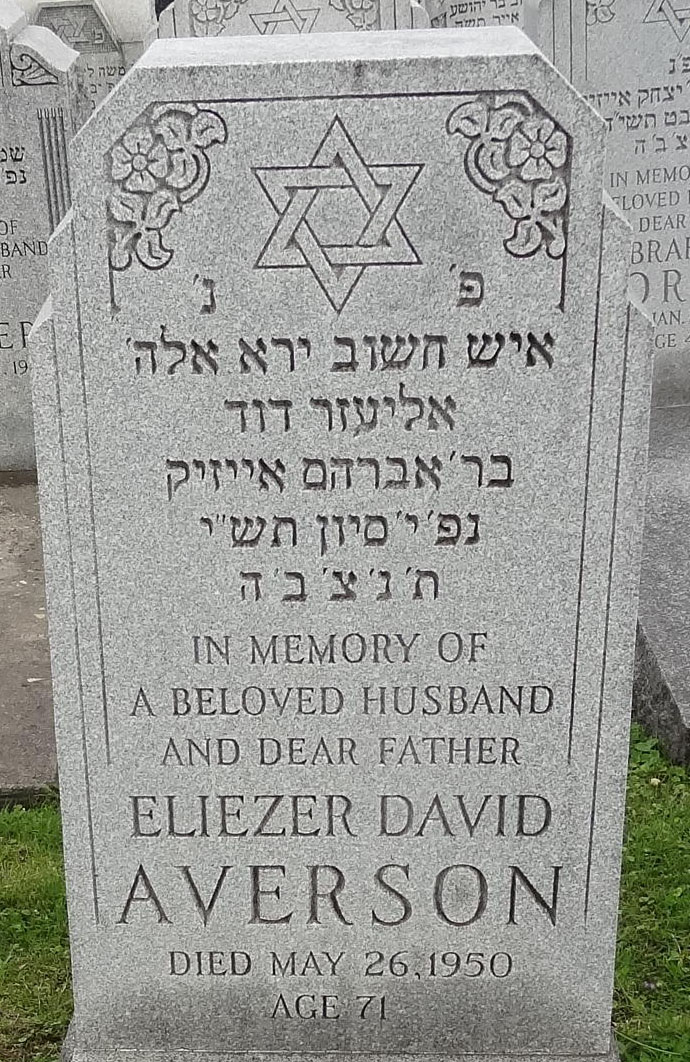 פ׳ נ׳
איש חשוב ירא אלה׳
אליעזר דוד
בר׳ אברהם אייזיק
נפ׳ י׳ סיון תש״י
ת׳ נ׳ צ׳ ב׳ ה
IN MEMORY OF
A BELOVED HUSBAND
AND DEAR FATHER
ELIEZER DAVID
AVERSON
DIED MAY 26, 1950
AGE 71